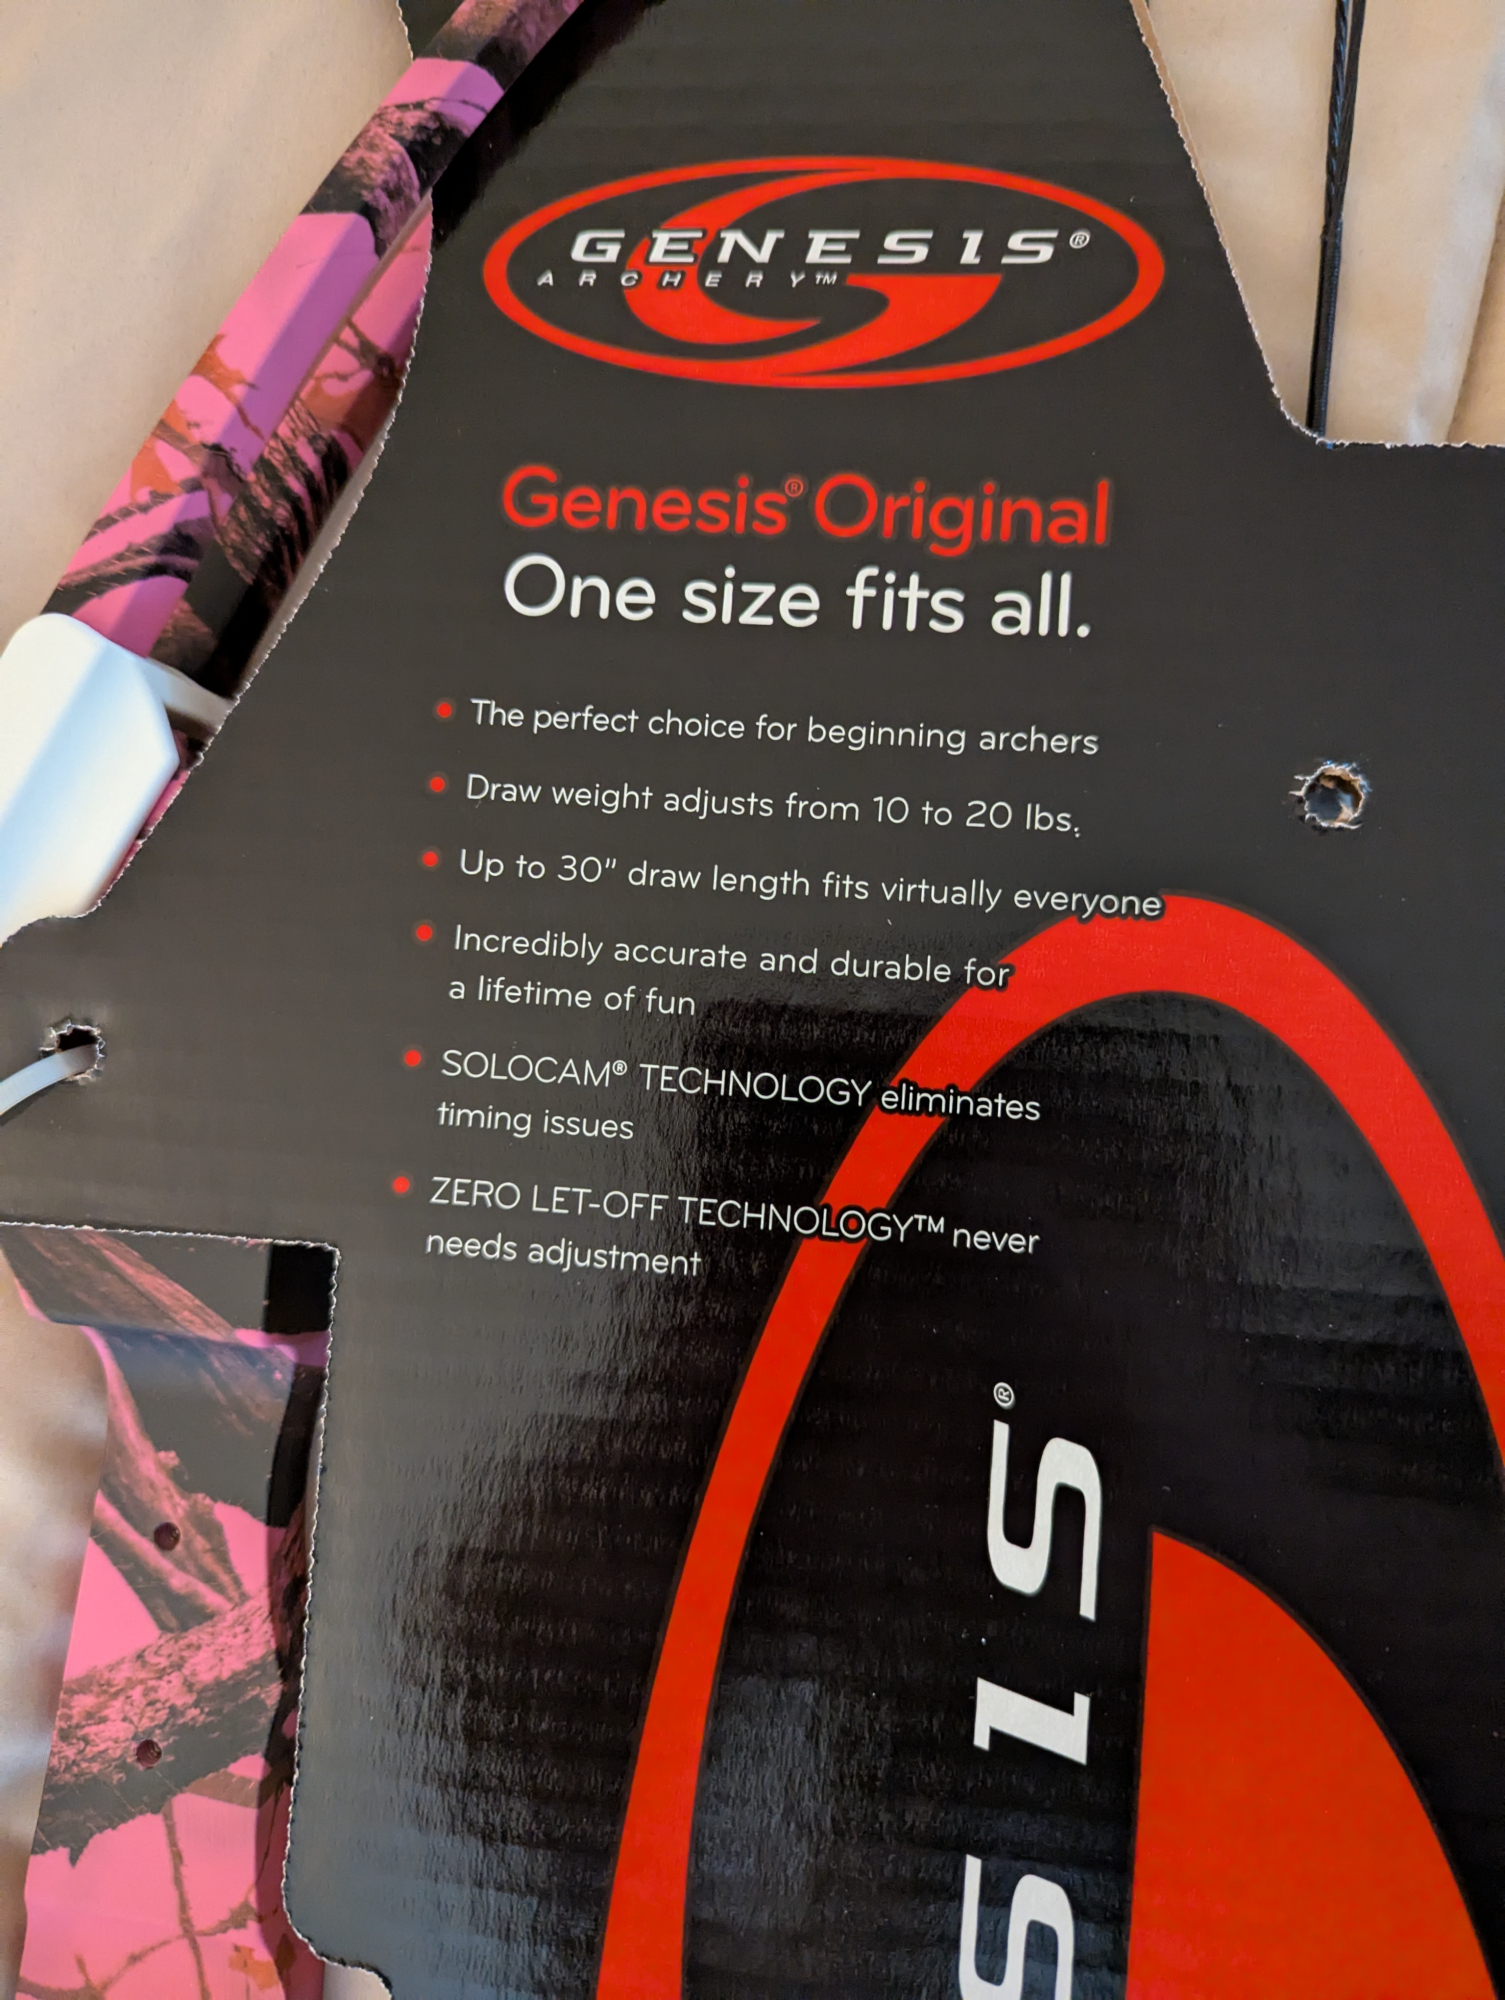 GENESIS®
ARCHERY™
Genesis® Original
One size fits all.
• The perfect choice for beginning archers
• Draw weight adjusts from 10 to 20 lbs.
• Up to 30" draw length fits virtually everyone
• Incredibly accurate and durable for
a lifetime of fun
• SOLOCAM® TECHNOLOGY eliminates
timing issues
• ZERO LET-OFF TECHNOLOGY™ never
needs adjustment
SIS®